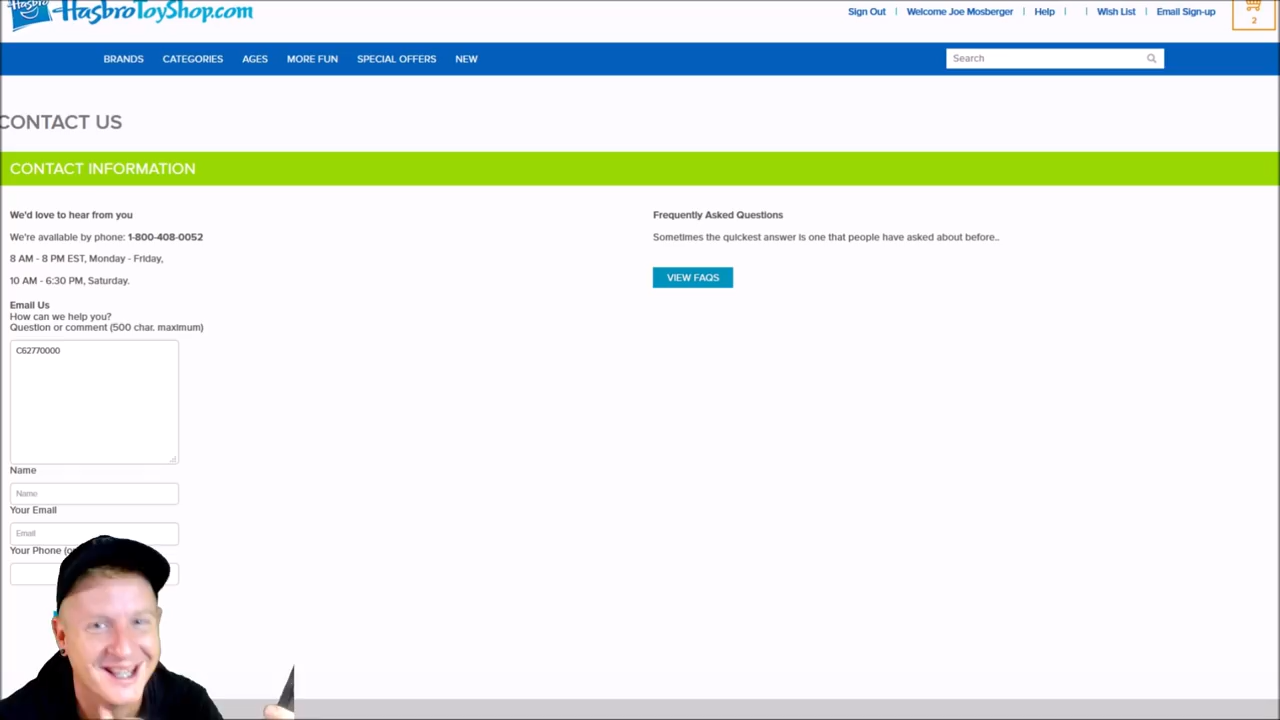 HasbroToyShop.com
Sign Out Welcome Joe Mosberger Help Wish List Email Sign-up
2
BRANDS CATEGORIES AGES MORE FUN SPECIAL OFFERS NEW
Search
CONTACT US
CONTACT INFORMATION
We'd love to hear from you
We're available by phone: 1-800-408-0052
8 AM - 8 PM EST, Monday - Friday,
10 AM - 6:30 PM, Saturday.
Frequently Asked Questions
Sometimes the quickest answer is one that people have asked about before...
VIEW FAQS
Email Us
How can we help you?
Question or comment (500 char. maximum)
C62770000
Name
Name
Your Email
Email
Your Phone